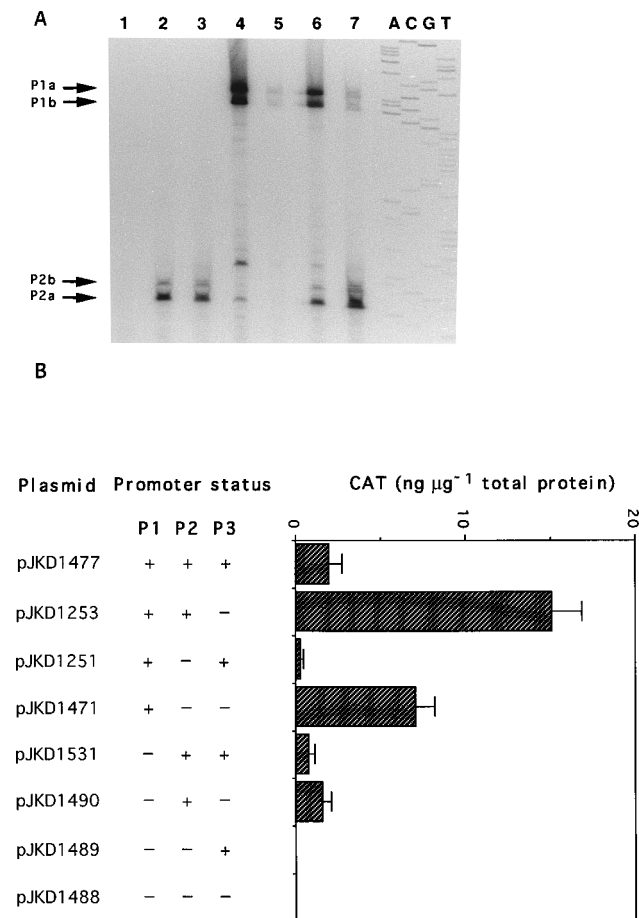 A
1 2 3 4 5 6 7 A C G T
P1a
P1b
P2b
P2a
B
Plasmid Promoter status CAT (ng µg⁻¹ total protein)
P1 P2 P3 0 10 20
pJKD1477 + + +
pJKD1253 + + −
pJKD1251 + − +
pJKD1471 + − −
pJKD1531 − + +
pJKD1490 − + −
pJKD1489 − − +
pJKD1488 − − −